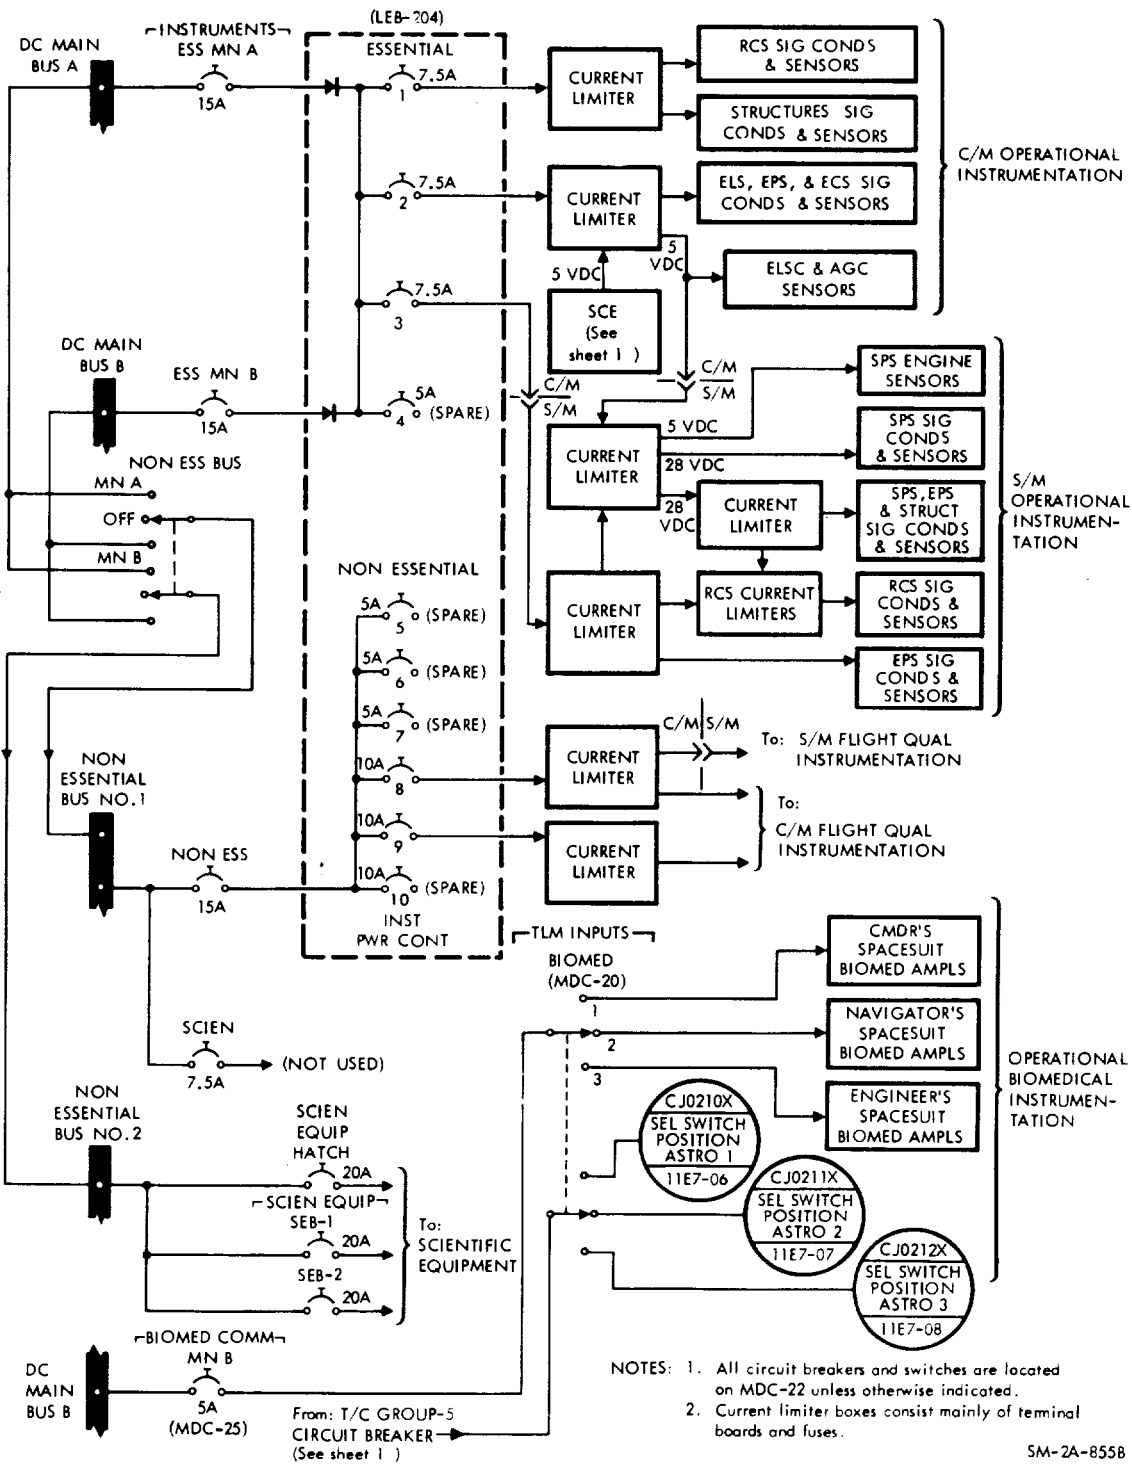 (LEB-204)
INSTRUMENTS
ESS MN A
DC MAIN
BUS A
15A
ESSENTIAL
7.5A
1
CURRENT
LIMITER
RCS SIG CONDS
& SENSORS
STRUCTURES SIG
CONDS & SENSORS
C/M OPERATIONAL
INSTRUMENTATION
7.5A
2
CURRENT
LIMITER
ELS, EPS, & ECS SIG
CONDS & SENSORS
5
VDC
5 VDC
ELSC & AGC
SENSORS
7.5A
3
SCE
(See
sheet 1 )
DC MAIN
BUS B
ESS MN B
15A
5A
(SPARE)
4
C/M
S/M
C/M
S/M
SPS ENGINE
SENSORS
CURRENT
LIMITER
5 VDC
28 VDC
28
VDC
SPS SIG
CONDS
& SENSORS
CURRENT
LIMITER
SPS, EPS
& STRUCT
SIG CONDS
& SENSORS
S/M
OPERATIONAL
INSTRUMEN-
TATION
NON ESS BUS
MN A
OFF
MN B
NON ESSENTIAL
5A
5
(SPARE)
CURRENT
LIMITER
RCS CURRENT
LIMITERS
RCS SIG
CONDS &
SENSORS
5A
6
(SPARE)
EPS SIG
CONDS &
SENSORS
5A
7
(SPARE)
NON
ESSENTIAL
BUS NO.1
10A
8
CURRENT
LIMITER
C/M S/M
To: S/M FLIGHT QUAL
INSTRUMENTATION
To:
C/M FLIGHT QUAL
INSTRUMENTATION
10A
9
CURRENT
LIMITER
NON ESS
15A
10A
10
(SPARE)
INST
PWR CONT
TLM INPUTS
BIOMED
(MDC-20)
1
2
3
CMDR'S
SPACESUIT
BIOMED AMPLS
NAVIGATOR'S
SPACESUIT
BIOMED AMPLS
ENGINEER'S
SPACESUIT
BIOMED AMPLS
OPERATIONAL
BIOMEDICAL
INSTRUMEN-
TATION
SCIEN
7.5A
(NOT USED)
NON
ESSENTIAL
BUS NO.2
SCIEN
EQUIP
HATCH
20A
SCIEN EQUIP
SEB-1
20A
SEB-2
20A
To:
SCIENTIFIC
EQUIPMENT
CJ0210X
SEL SWITCH
POSITION
ASTRO 1
11E7-06
CJ0211X
SEL SWITCH
POSITION
ASTRO 2
11E7-07
CJ0212X
SEL SWITCH
POSITION
ASTRO 3
11E7-08
BIOMED COMM
MN B
DC
MAIN
BUS B
5A
(MDC-25)
From: T/C GROUP-5
CIRCUIT BREAKER
(See sheet 1 )
NOTES: 1. All circuit breakers and switches are located
on MDC-22 unless otherwise indicated.
2. Current limiter boxes consist mainly of terminal
boards and fuses.
SM-2A-855B